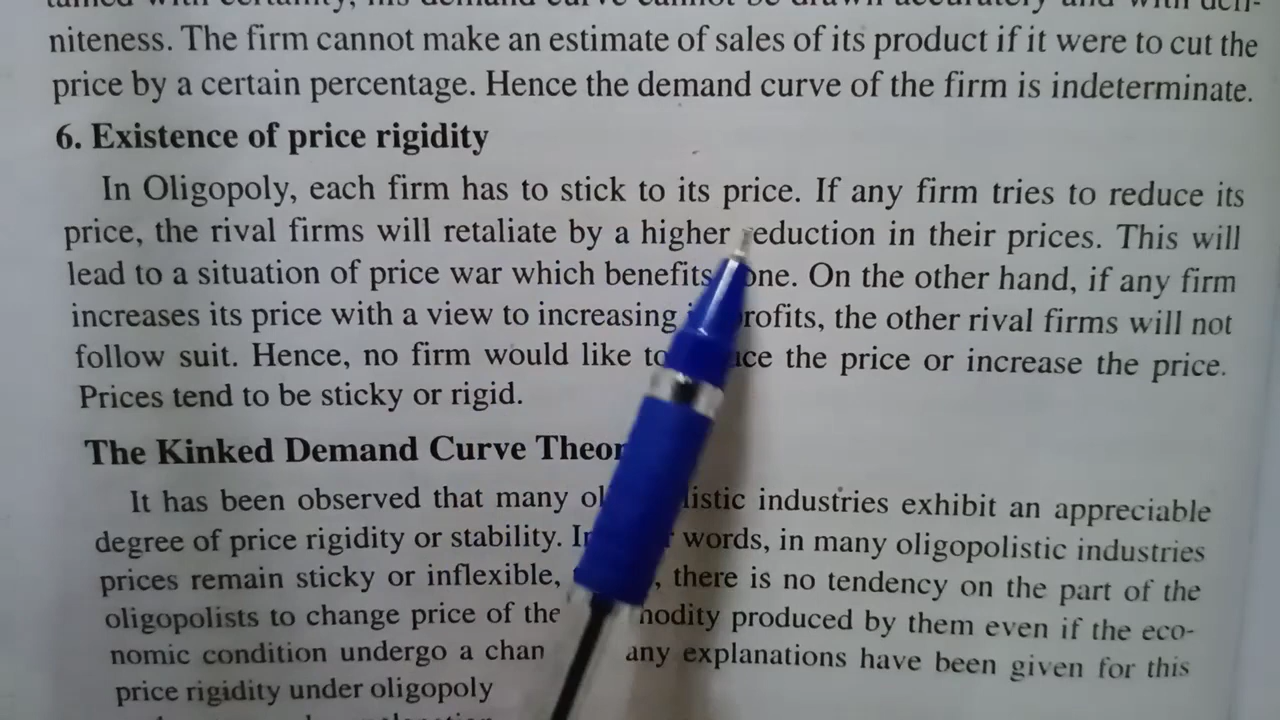 niteness. The firm cannot make an estimate of sales of its product if it were to cut the
price by a certain percentage. Hence the demand curve of the firm is indeterminate.
6. Existence of price rigidity
In Oligopoly, each firm has to stick to its price. If any firm tries to reduce its
price, the rival firms will retaliate by a higher reduction in their prices. This will
lead to a situation of price war which benefits one. On the other hand, if any firm
increases its price with a view to increasing rofits, the other rival firms will not
follow suit. Hence, no firm would like to uce the price or increase the price.
Prices tend to be sticky or rigid.
The Kinked Demand Curve Theor
It has been observed that many ol listic industries exhibit an appreciable
degree of price rigidity or stability. I words, in many oligopolistic industries
prices remain sticky or inflexible, , there is no tendency on the part of the
oligopolists to change price of the modity produced by them even if the eco-
nomic condition undergo a chan any explanations have been given for this
price rigidity under oligopoly